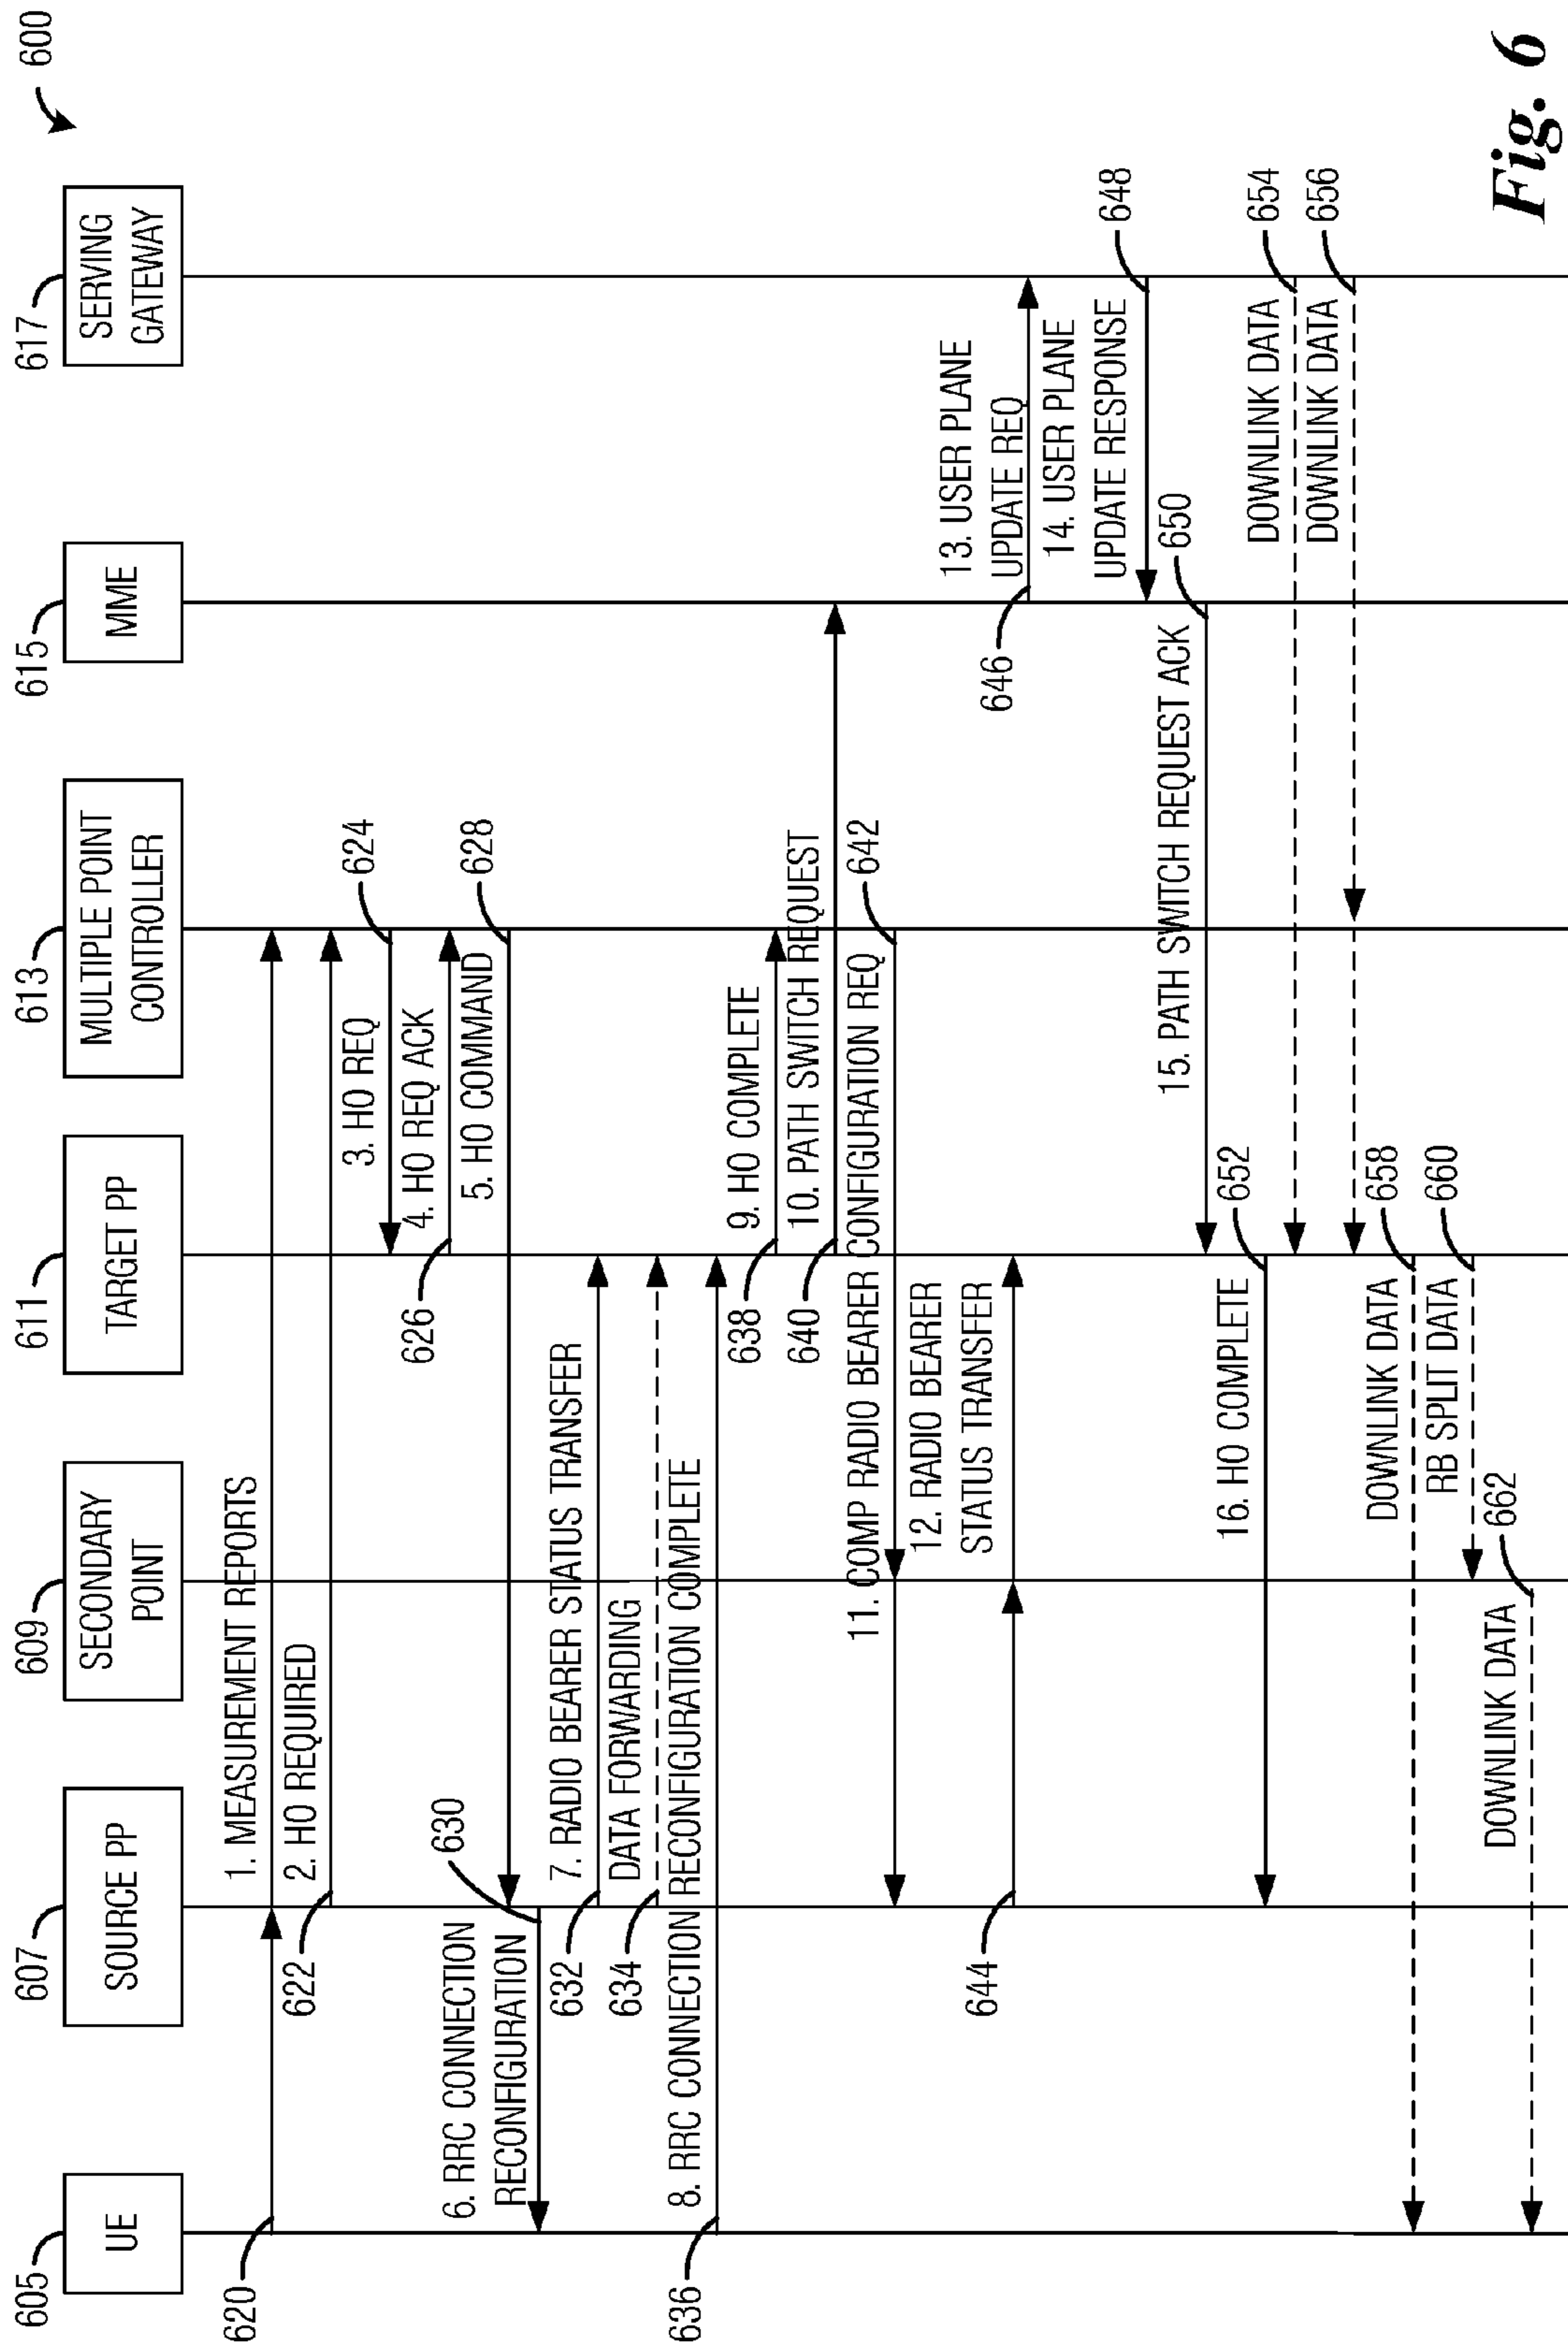 600
605
607
609
611
613
615
617
UE
SOURCE PP
SECONDARY
POINT
TARGET PP
MULTIPLE POINT
CONTROLLER
MME
SERVING
GATEWAY
620
1. MEASUREMENT REPORTS
622
2. HO REQUIRED
3. HO REQ
624
4. HO REQ ACK
626
5. HO COMMAND
628
6. RRC CONNECTION
RECONFIGURATION
630
7. RADIO BEARER STATUS TRANSFER
632
DATA FORWARDING
634
8. RRC CONNECTION RECONFIGURATION COMPLETE
636
9. HO COMPLETE
638
10. PATH SWITCH REQUEST
640
11. COMP RADIO BEARER CONFIGURATION REQ
642
12. RADIO BEARER
STATUS TRANSFER
644
13. USER PLANE
UPDATE REQ
646
14. USER PLANE
UPDATE RESPONSE
648
15. PATH SWITCH REQUEST ACK
650
16. HO COMPLETE
652
DOWNLINK DATA
654
DOWNLINK DATA
656
DOWNLINK DATA
658
RB SPLIT DATA
660
DOWNLINK DATA
662
Fig. 6